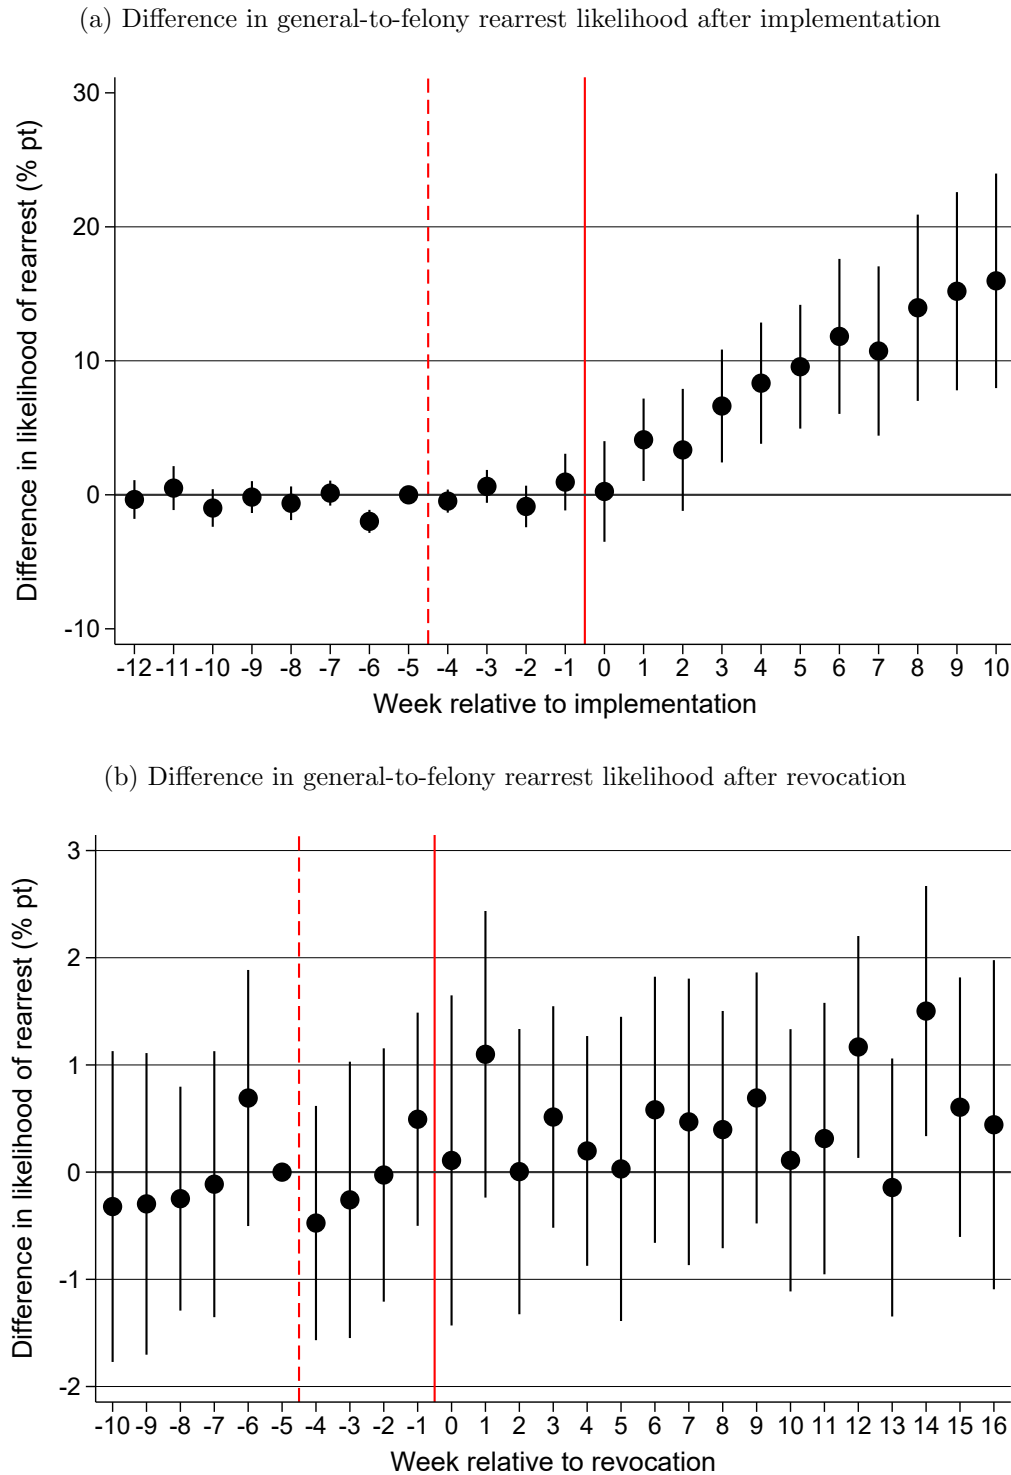 (a) Difference in general-to-felony rearrest likelihood after implementation
Difference in likelihood of rearrest (% pt)
30
20
10
0
-10
-12 -11 -10 -9 -8 -7 -6 -5 -4 -3 -2 -1 0 1 2 3 4 5 6 7 8 9 10
Week relative to implementation
(b) Difference in general-to-felony rearrest likelihood after revocation
Difference in likelihood of rearrest (% pt)
3
2
1
0
-1
-2
-10 -9 -8 -7 -6 -5 -4 -3 -2 -1 0 1 2 3 4 5 6 7 8 9 10 11 12 13 14 15 16
Week relative to revocation